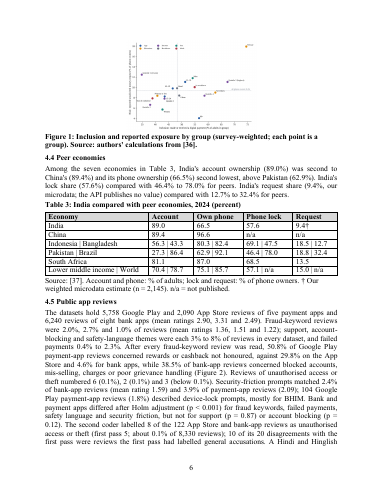 Figure 1: Inclusion and reported exposure by group (survey-weighted; each point is a
group). Source: authors' calculations from [36].
4.4 Peer economies
Among the seven economies in Table 3, India's account ownership (89.0%) was second to
China's (89.4%) and its phone ownership (66.5%) second lowest, above Pakistan (62.9%). India's
lock share (57.6%) compared with 46.4% to 78.0% for peers. India's request share (9.4%, our
microdata; the API publishes no value) compared with 12.7% to 32.4% for peers.
Table 3: India compared with peer economies, 2024 (percent)
Economy Account Own phone Phone lock Request
India 89.0 66.5 57.6 9.4†
China 89.4 96.6 n/a n/a
Indonesia | Bangladesh 56.3 | 43.3 80.3 | 82.4 69.1 | 47.5 18.5 | 12.7
Pakistan | Brazil 27.3 | 86.4 62.9 | 92.1 46.4 | 78.0 18.8 | 32.4
South Africa 81.1 87.0 68.5 13.5
Lower middle income | World 70.4 | 78.7 75.1 | 85.7 57.1 | n/a 15.0 | n/a
Source: [37]. Account and phone: % of adults; lock and request: % of phone owners. † Our
weighted microdata estimate (n = 2,145). n/a = not published.
4.5 Public app reviews
The datasets hold 5,758 Google Play and 2,090 App Store reviews of five payment apps and
6,240 reviews of eight bank apps (mean ratings 2.90, 3.31 and 2.49). Fraud-keyword reviews
were 2.0%, 2.7% and 1.0% of reviews (mean ratings 1.36, 1.51 and 1.22); support, account-
blocking and safety-language themes were each 3% to 8% of reviews in every dataset, and failed
payments 0.4% to 2.3%. After every fraud-keyword review was read, 50.8% of Google Play
payment-app reviews concerned rewards or cashback not honoured, against 29.8% on the App
Store and 4.6% for bank apps, while 38.5% of bank-app reviews concerned blocked accounts,
mis-selling, charges or poor grievance handling (Figure 2). Reviews of unauthorised access or
theft numbered 6 (0.1%), 2 (0.1%) and 3 (below 0.1%). Security-friction prompts matched 2.4%
of bank-app reviews (mean rating 1.59) and 3.9% of payment-app reviews (2.09); 104 Google
Play payment-app reviews (1.8%) described device-lock prompts, mostly for BHIM. Bank and
payment apps differed after Holm adjustment (p < 0.001) for fraud keywords, failed payments,
safety language and security friction, but not for support (p = 0.87) or account blocking (p =
0.12). The second coder labelled 8 of the 122 App Store and bank-app reviews as unauthorised
access or theft (first pass 5; about 0.1% of 8,330 reviews); 10 of its 20 disagreements with the
first pass were reviews the first pass had labelled general accusations. A Hindi and Hinglish
6